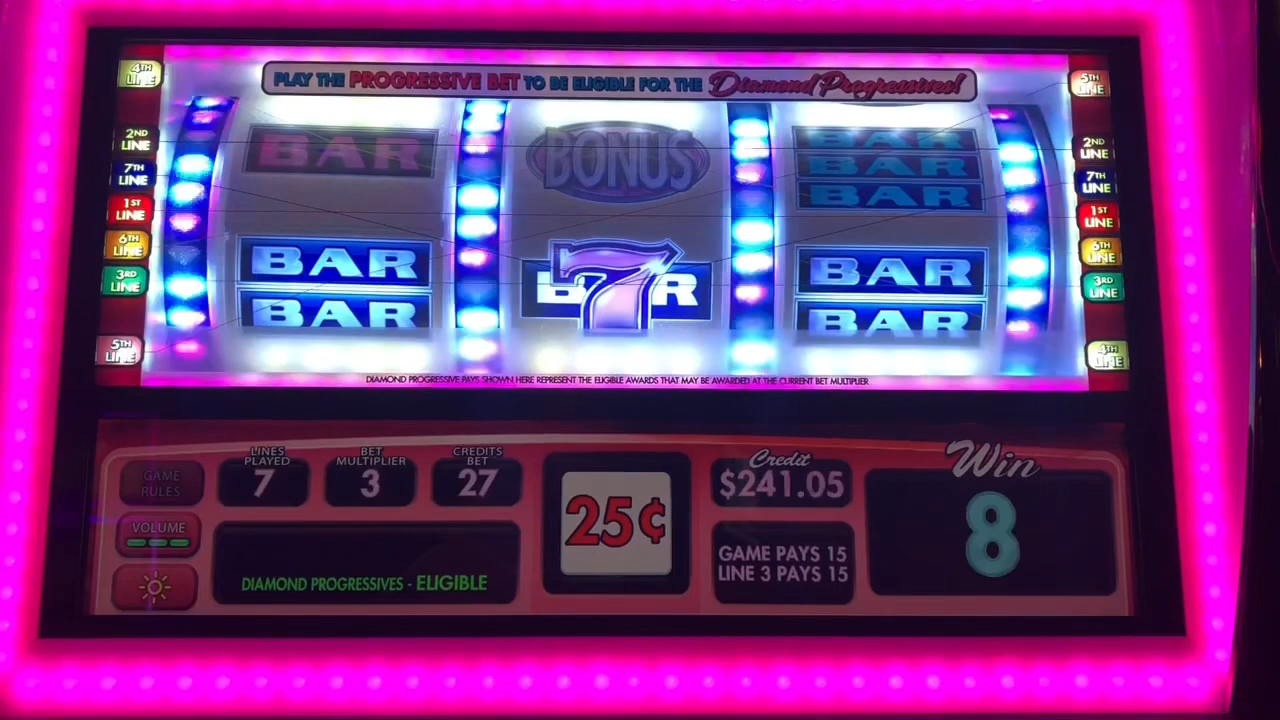 PLAY THE PROGRESSIVE BET TO BE ELIGIBLE FOR THE Diamond Progressives!
4TH LINE
2ND LINE
7TH LINE
1ST LINE
6TH LINE
3RD LINE
5TH LINE
BAR
BONUS
BAR
BAR
BAR
BAR
BAR
7
BAR
BAR
BAR
5TH LINE
2ND LINE
7TH LINE
1ST LINE
6TH LINE
3RD LINE
4TH LINE
DIAMOND PROGRESSIVE PAYS SHOWN HERE REPRESENT THE ELIGIBLE AWARDS THAT MAY BE AWARDED AT THE CURRENT BET MULTIPLIER
GAME RULES
LINES PLAYED
7
BET MULTIPLIER
3
CREDITS BET
27
VOLUME
DIAMOND PROGRESSIVES - ELIGIBLE
25¢
Credit
$241.05
GAME PAYS 15
LINE 3 PAYS 15
Win
8